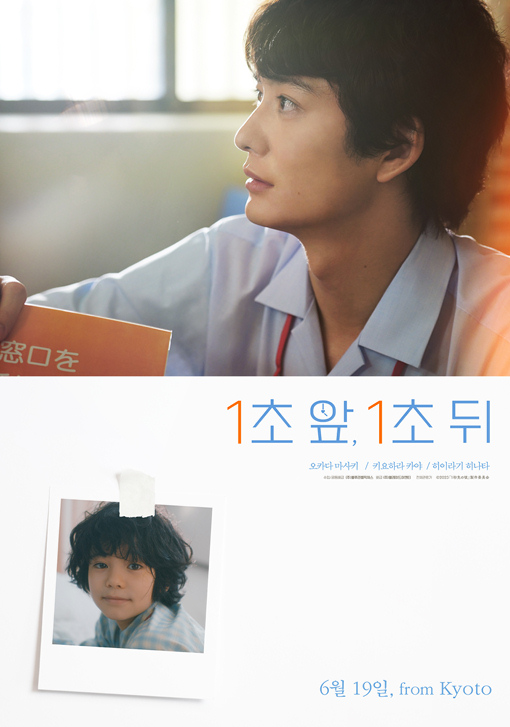 窓口を
1초 앞, 1초 뒤
오카다 마사키 / 키요하라 카야 / 히이라기 히나타
6월 19일, from Kyoto